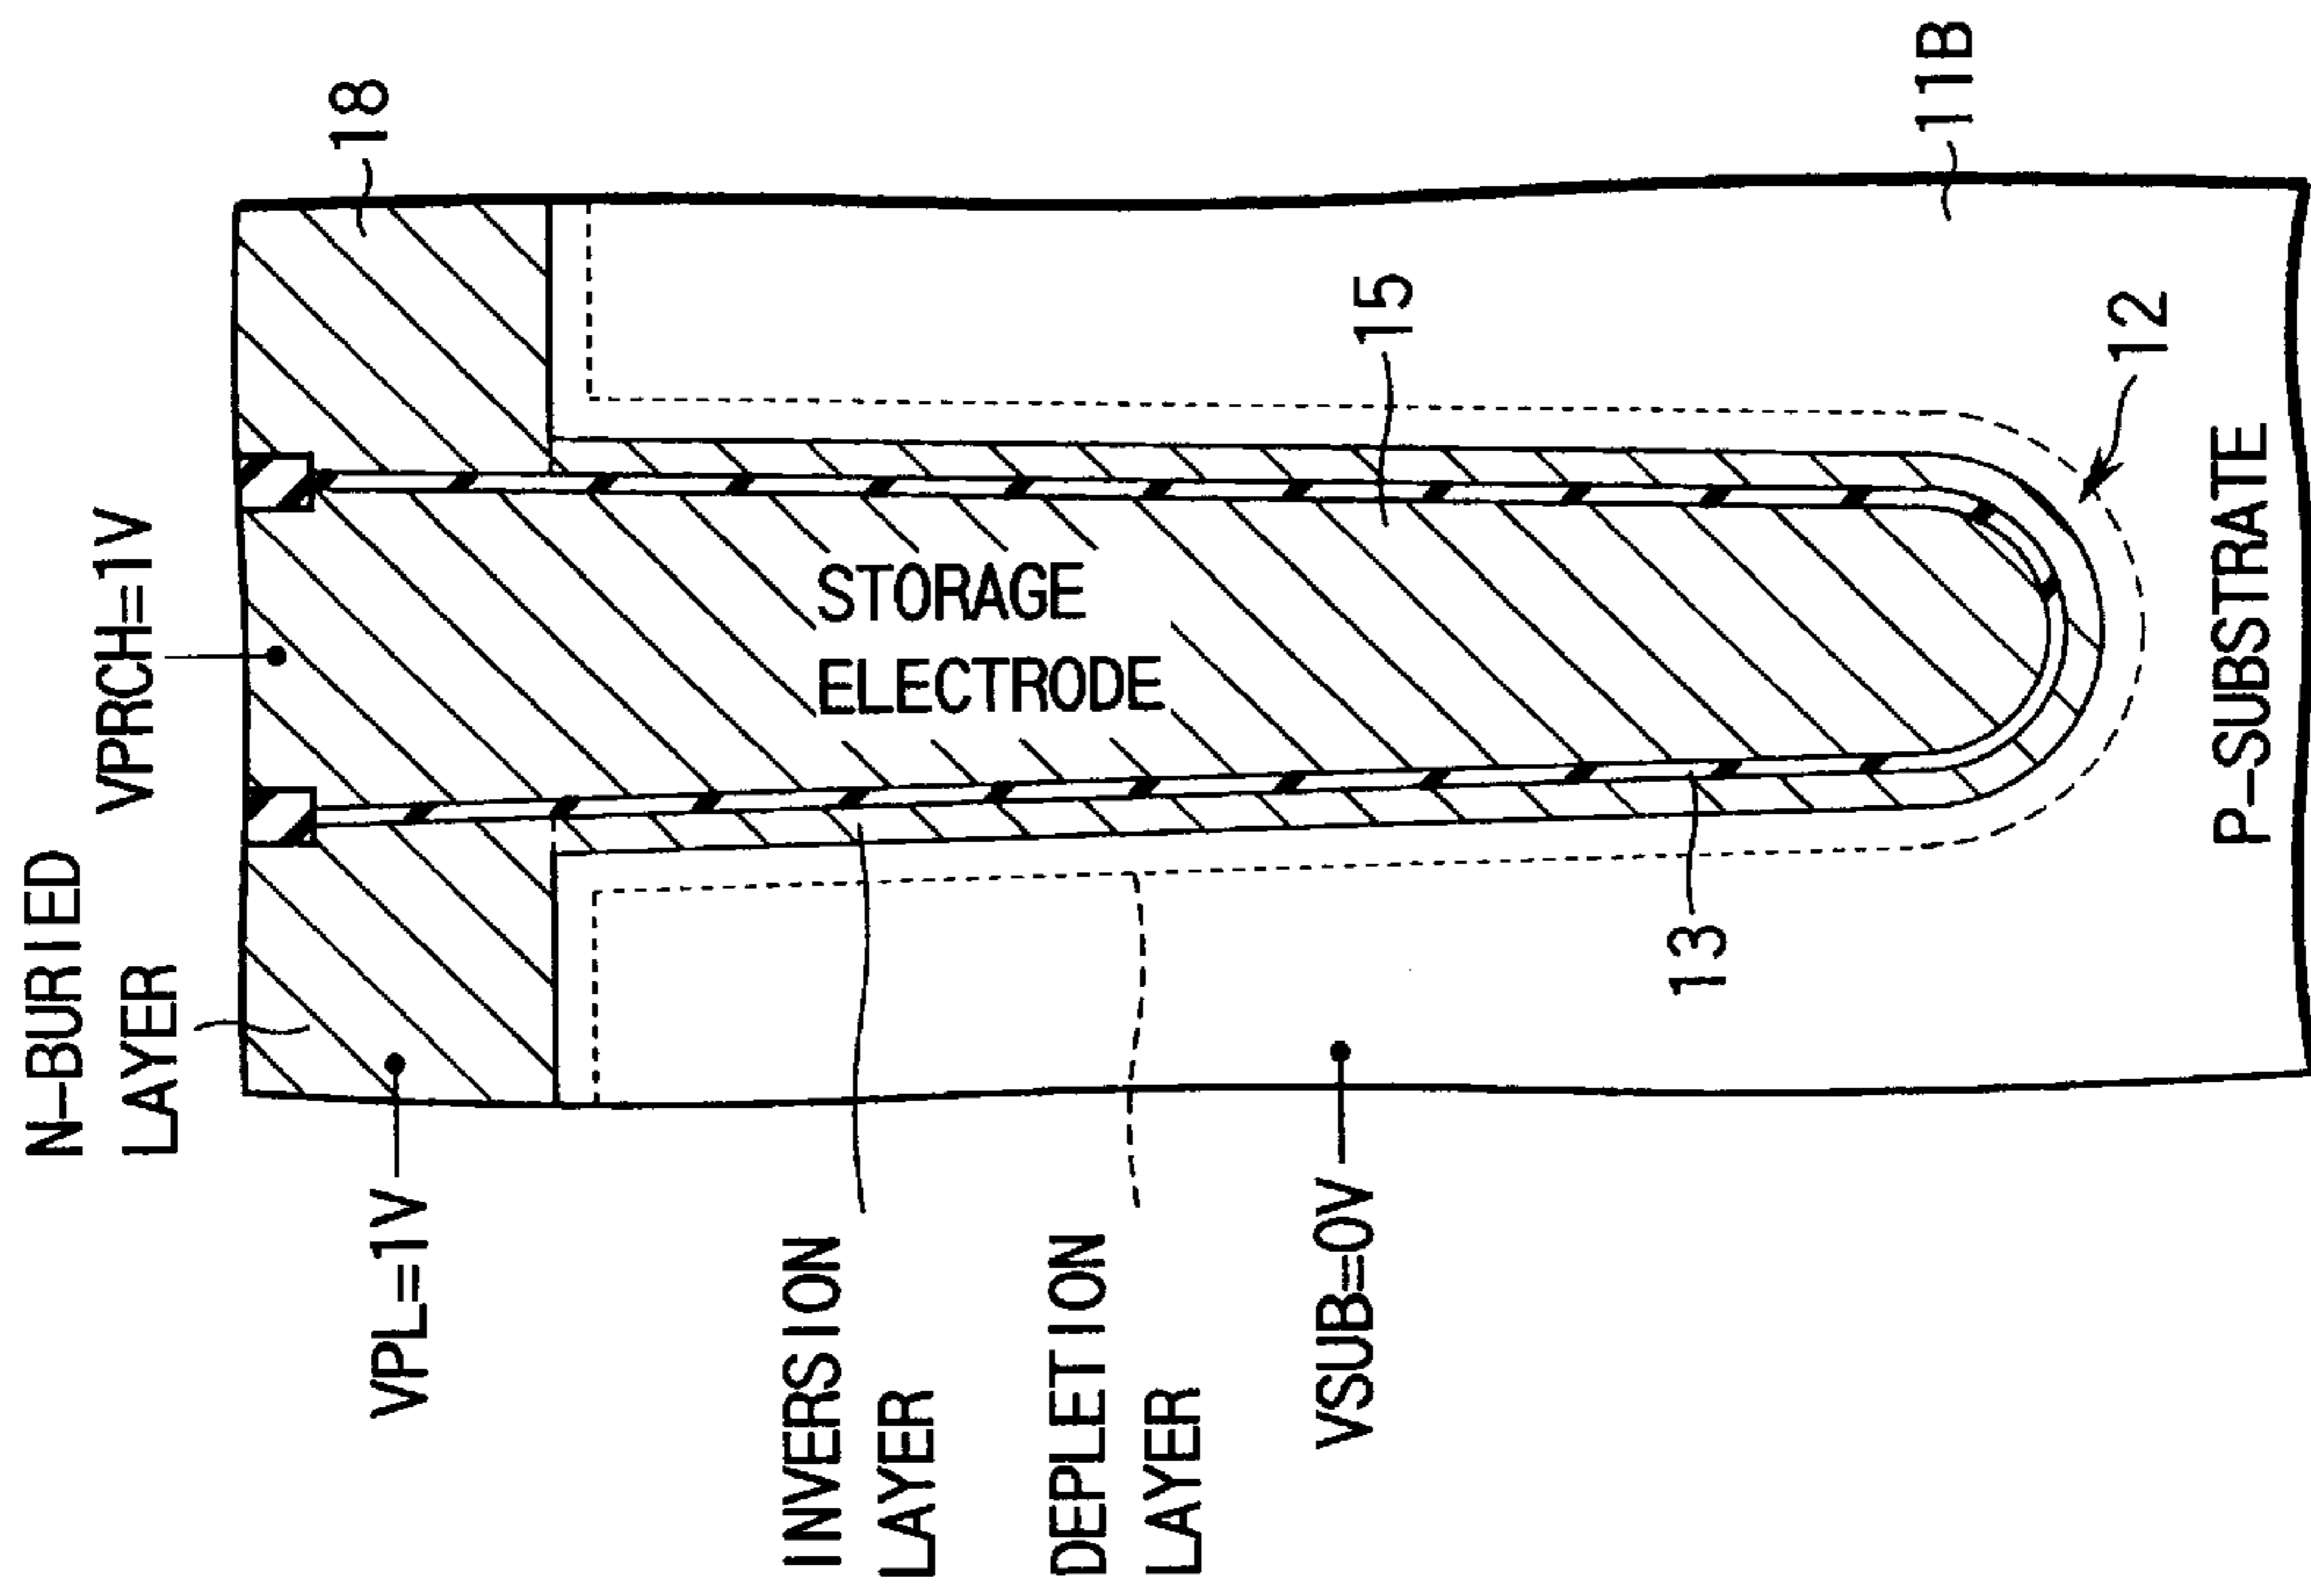 N-BURIED
LAYER
VPRCH=1V
18
VPL=1V
STORAGE
ELECTRODE
15
INVERSION
LAYER
DEPLETION
LAYER
VSUB=0V
13
11B
12
P-SUBSTRATE